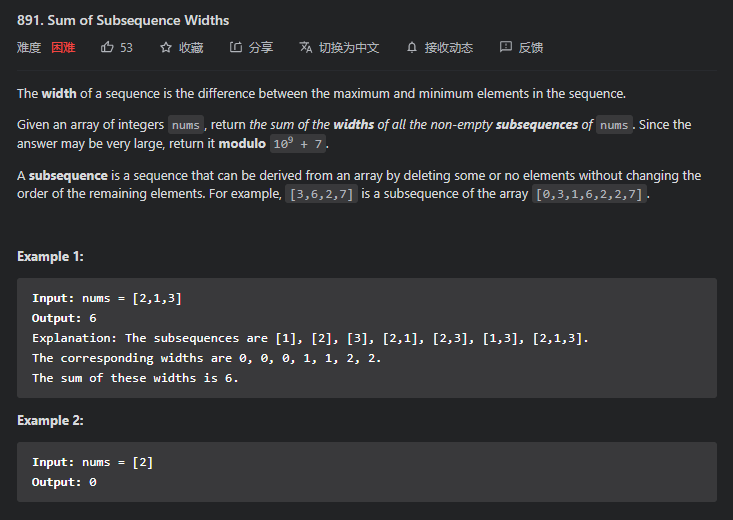 891. Sum of Subsequence Widths
难度 困难 53 收藏 分享 切换为中文 接收动态 反馈
The width of a sequence is the difference between the maximum and minimum elements in the sequence.
Given an array of integers nums, return the sum of the widths of all the non-empty subsequences of nums. Since the
answer may be very large, return it modulo 10⁹ + 7.
A subsequence is a sequence that can be derived from an array by deleting some or no elements without changing the
order of the remaining elements. For example, [3,6,2,7] is a subsequence of the array [0,3,1,6,2,2,7].
Example 1:
Input: nums = [2,1,3]
Output: 6
Explanation: The subsequences are [1], [2], [3], [2,1], [2,3], [1,3], [2,1,3].
The corresponding widths are 0, 0, 0, 1, 1, 2, 2.
The sum of these widths is 6.
Example 2:
Input: nums = [2]
Output: 0